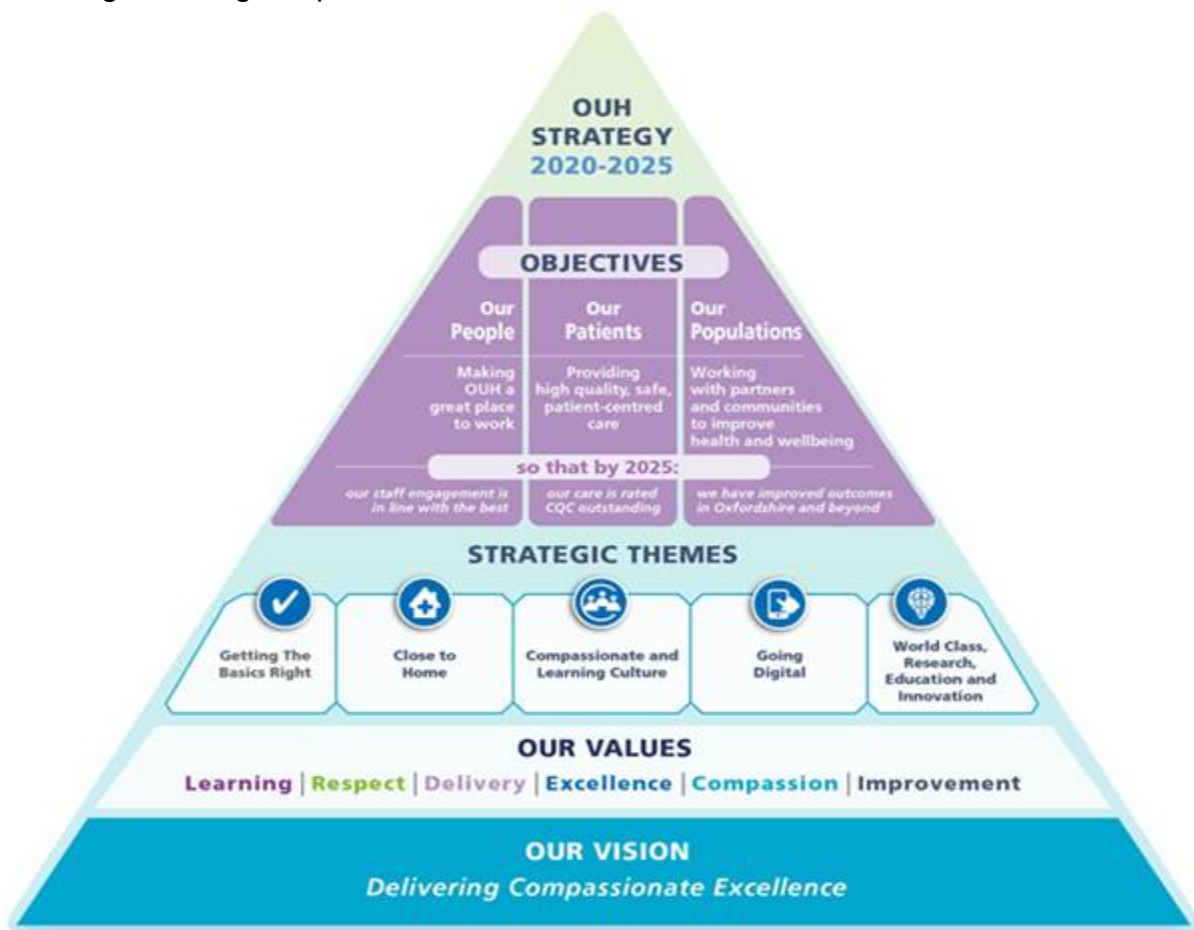 OUH
STRATEGY
2020-2025
OBJECTIVES
Our
People
Making
OUH a
great place
to work
Our
Patients
Providing
high quality, safe,
patient-centred
care
Our
Populations
Working
with partners
and communities
to improve
health and wellbeing
so that by 2025:
our staff engagement is
in line with the best
our care is rated
CQC outstanding
we have improved outcomes
in Oxfordshire and beyond
STRATEGIC THEMES
Getting The
Basics Right
Close to
Home
Compassionate and
Learning Culture
Going
Digital
World Class,
Research,
Education and
Innovation
OUR VALUES
Learning | Respect | Delivery | Excellence | Compassion | Improvement
OUR VISION
Delivering Compassionate Excellence